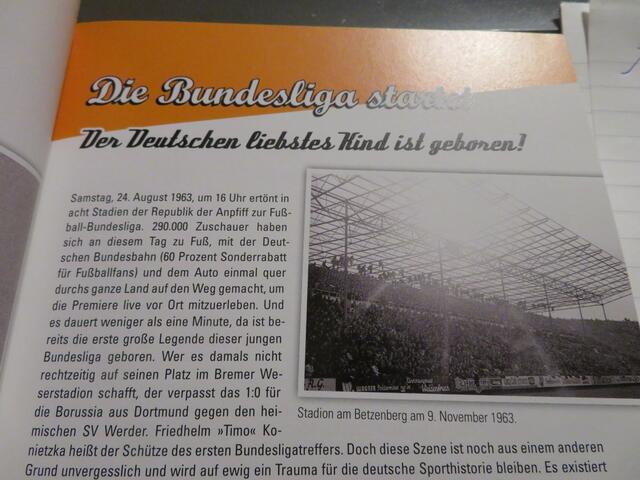 Die Bundesliga startet
Der Deutschen liebstes Kind ist geboren!
Samstag, 24. August 1963, um 16 Uhr ertönt in
acht Stadien der Republik der Anpfiff zur Fuß-
ball-Bundesliga. 290.000 Zuschauer haben
sich an diesem Tag zu Fuß, mit der Deut-
schen Bundesbahn (60 Prozent Sonderrabatt
für Fußballfans) und dem Auto einmal quer
durchs ganze Land auf den Weg gemacht, um
die Premiere live vor Ort mitzuerleben. Und
es dauert weniger als eine Minute, da ist be-
reits die erste große Legende dieser jungen
Bundesliga geboren. Wer es damals nicht
rechtzeitig auf seinen Platz im Bremer We-
serstadion schafft, der verpasst das 1:0 für
die Borussia aus Dortmund gegen den hei-
mischen SV Werder. Friedhelm »Timo« Ko-
nietzka heißt der Schütze des ersten Bundesligatreffers. Doch diese Szene ist noch aus einem anderen
Grund unvergesslich und wird auf ewig ein Trauma für die deutsche Sporthistorie bleiben. Es existiert
A.G.
Stadion am Betzenberg am 9. November 1963.